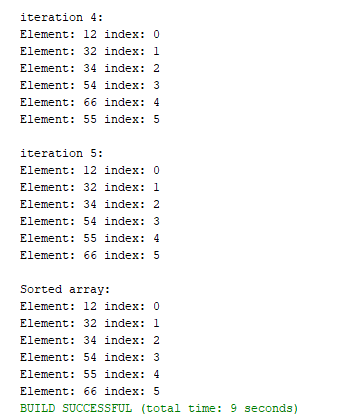 iteration 4:
Element: 12 index: 0
Element: 32 index: 1
Element: 34 index: 2
Element: 54 index: 3
Element: 66 index: 4
Element: 55 index: 5

iteration 5:
Element: 12 index: 0
Element: 32 index: 1
Element: 34 index: 2
Element: 54 index: 3
Element: 55 index: 4
Element: 66 index: 5

Sorted array:
Element: 12 index: 0
Element: 32 index: 1
Element: 34 index: 2
Element: 54 index: 3
Element: 55 index: 4
Element: 66 index: 5
BUILD SUCCESSFUL (total time: 9 seconds)